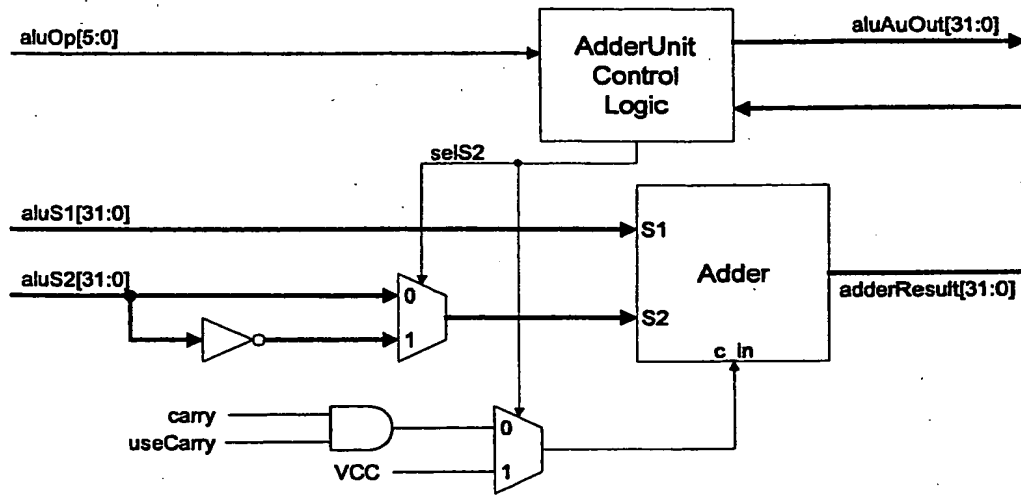 aluOp[5:0]
AdderUnit
Control
Logic
aluAuOut[31:0]
selS2
aluS1[31:0]
S1
Adder
aluS2[31:0]
0
adderResult[31:0]
S2
1
c_in
carry
0
useCarry
VCC
1